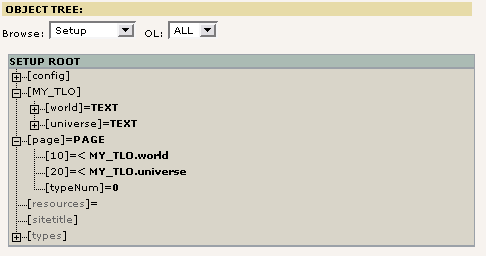 OBJECT TREE:
Browse: Setup OL: ALL
SETUP ROOT
[config]
[MY_TLO]
[world]=TEXT
[universe]=TEXT
[page]=PAGE
[10]=< MY_TLO.world
[20]=< MY_TLO.universe
[typeNum]=0
[resources]=
[sitetitle]
[types]